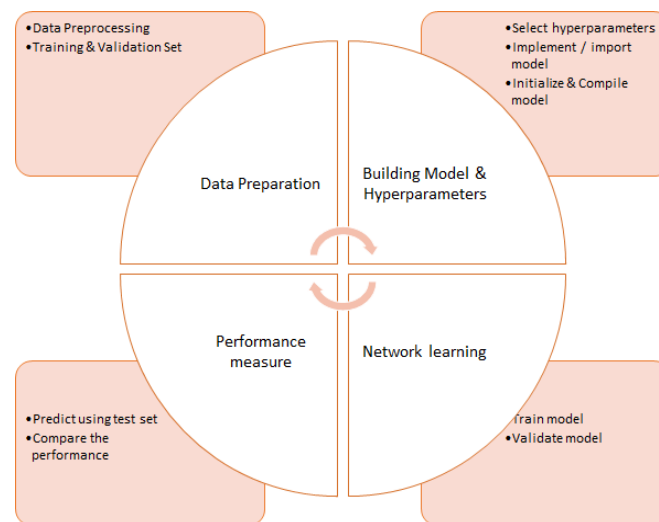 •Data Preprocessing
•Training & Validation Set
•Select hyperparameters
•Implement / import
model
•Initialize & Compile
model
Data Preparation
Building Model &
Hyperparameters
Performance
measure
Network learning
•Predict using test set
•Compare the
performance
Train model
•Validate model